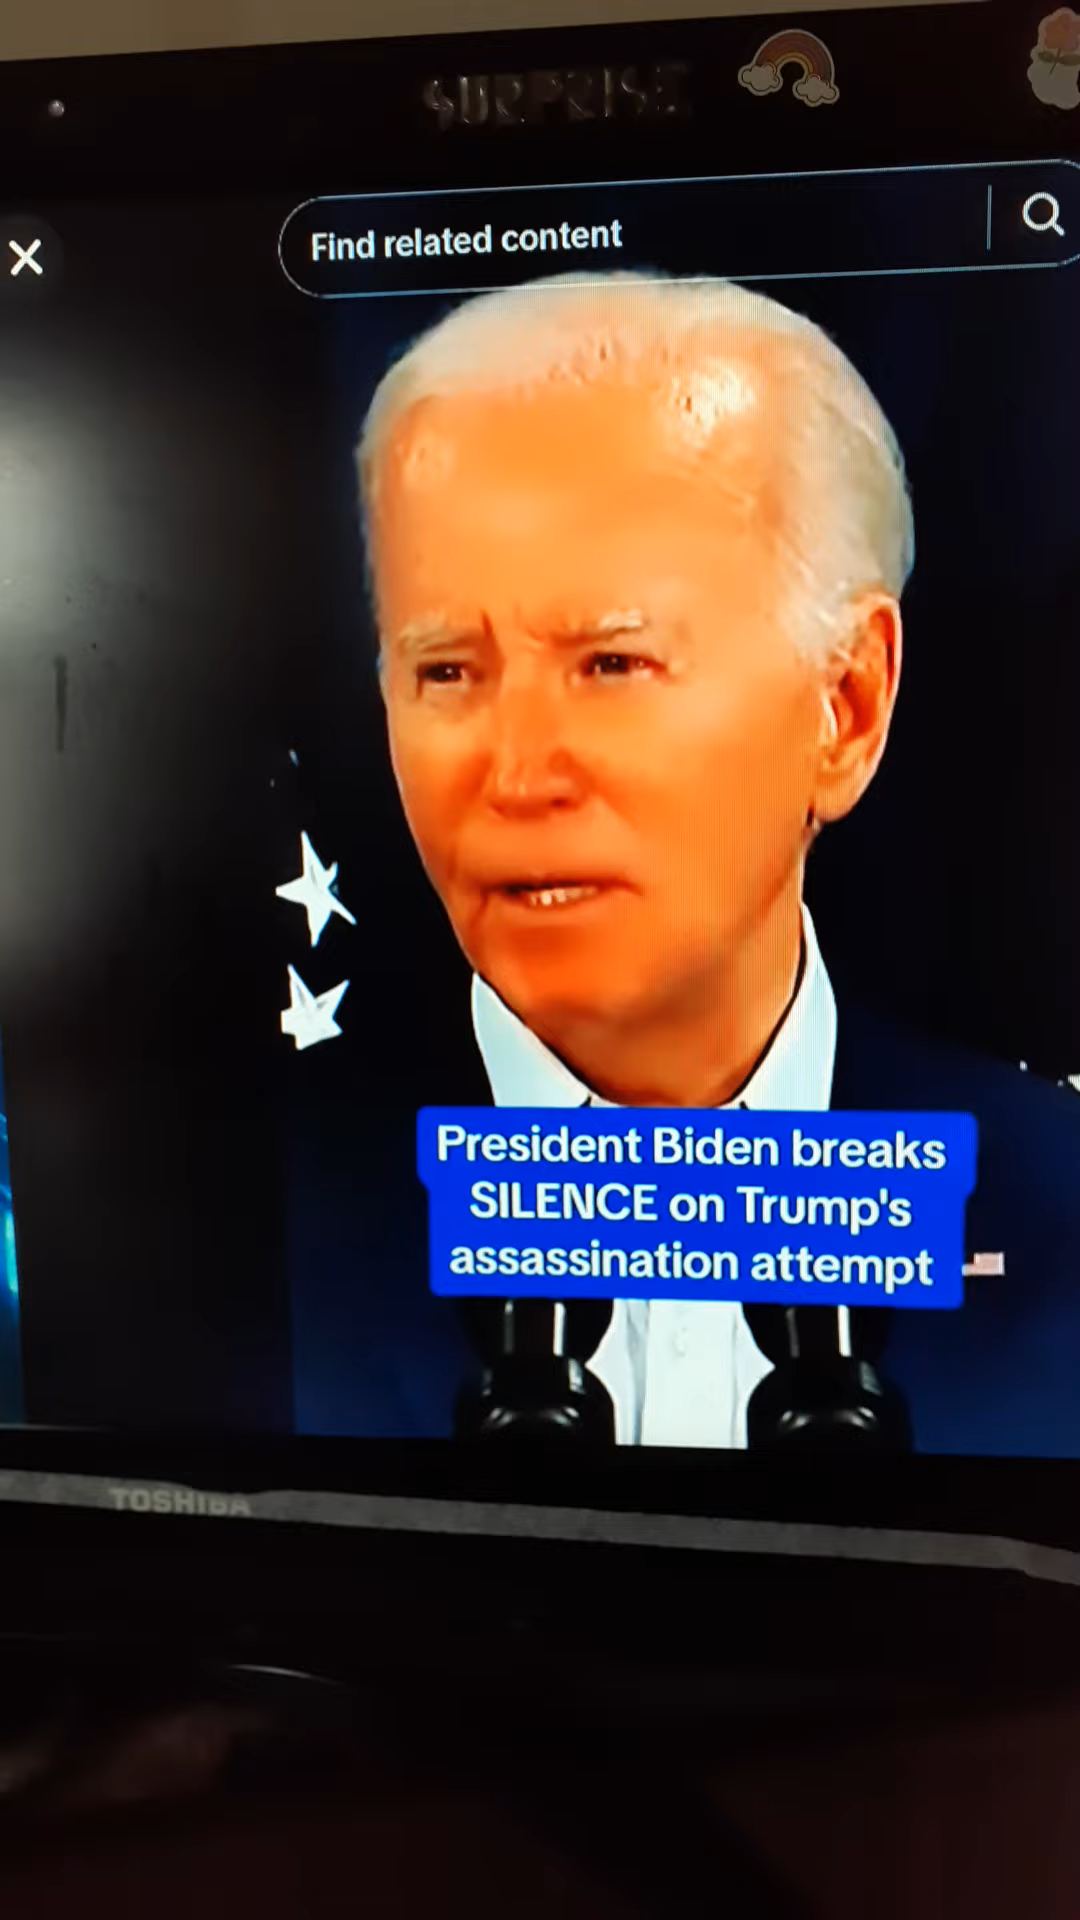 SURPRISE
Find related content
President Biden breaks
SILENCE on Trump's
assassination attempt
TOSHIBA